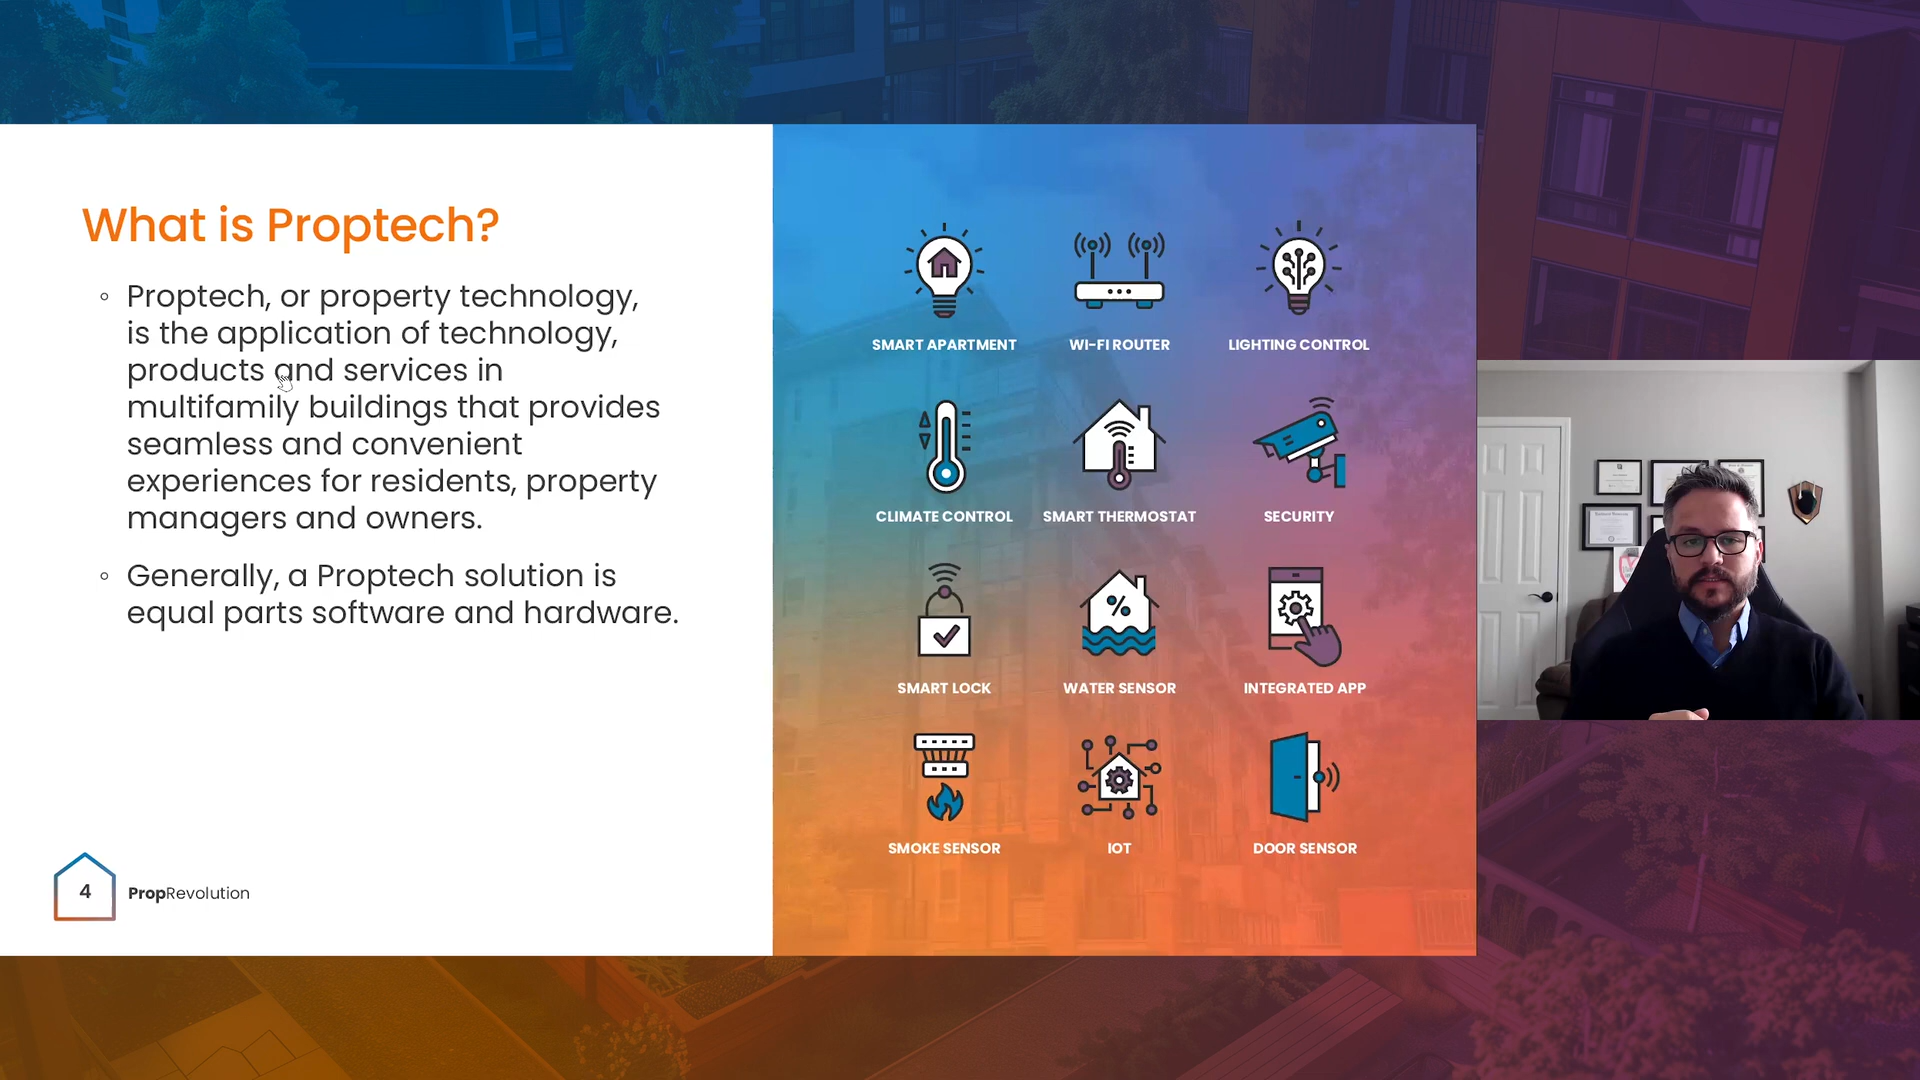 What is Proptech?
◦ Proptech, or property technology,
is the application of technology,
products and services in
multifamily buildings that provides
seamless and convenient
experiences for residents, property
managers and owners.
◦ Generally, a Proptech solution is
equal parts software and hardware.
4 PropRevolution
SMART APARTMENT WI-FI ROUTER LIGHTING CONTROL
CLIMATE CONTROL SMART THERMOSTAT SECURITY
%
SMART LOCK WATER SENSOR INTEGRATED APP
SMOKE SENSOR IOT DOOR SENSOR